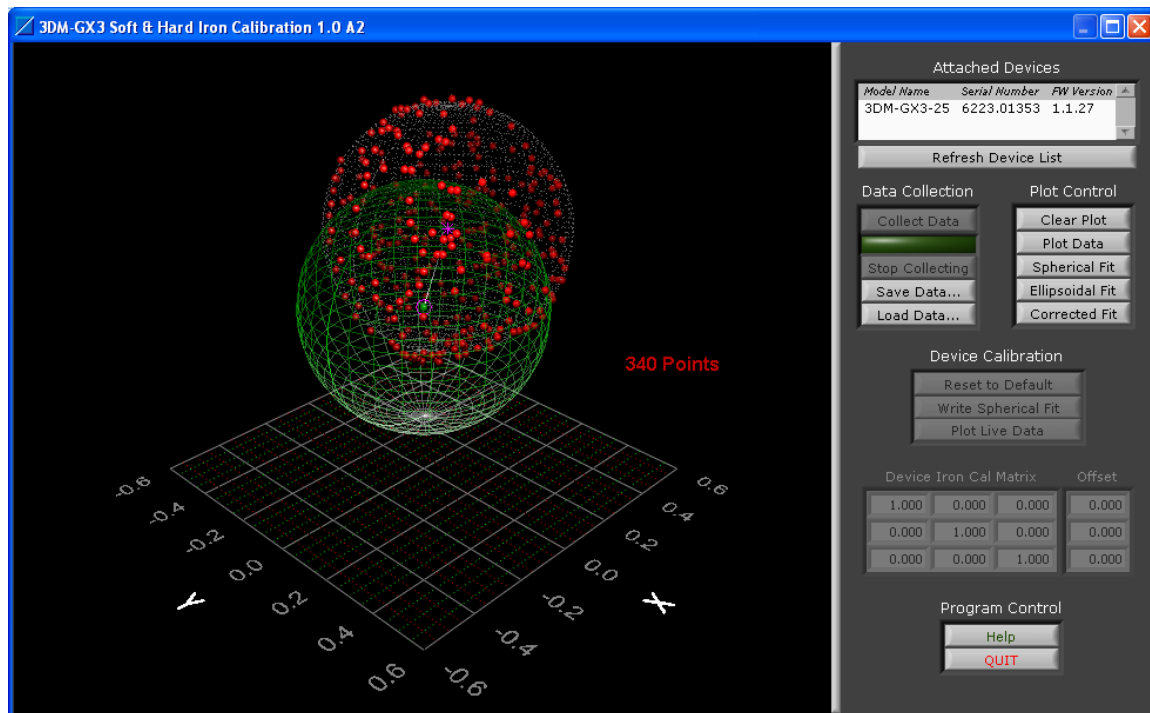 3DM-GX3 Soft & Hard Iron Calibration 1.0 A2
340 Points
-0.6
-0.4
-0.2
0.0
0.2
0.4
0.6
Y
0.6
0.4
0.2
0.0
-0.2
-0.4
-0.6
X
Attached Devices
Model Name Serial Number FW Version
3DM-GX3-25 6223.01353 1.1.27
Refresh Device List
Data Collection
Collect Data
Stop Collecting
Save Data...
Load Data...
Plot Control
Clear Plot
Plot Data
Spherical Fit
Ellipsoidal Fit
Corrected Fit
Device Calibration
Reset to Default
Write Spherical Fit
Plot Live Data
Device Iron Cal Matrix Offset
1.000 0.000 0.000 0.000
0.000 1.000 0.000 0.000
0.000 0.000 1.000 0.000
Program Control
Help
QUIT